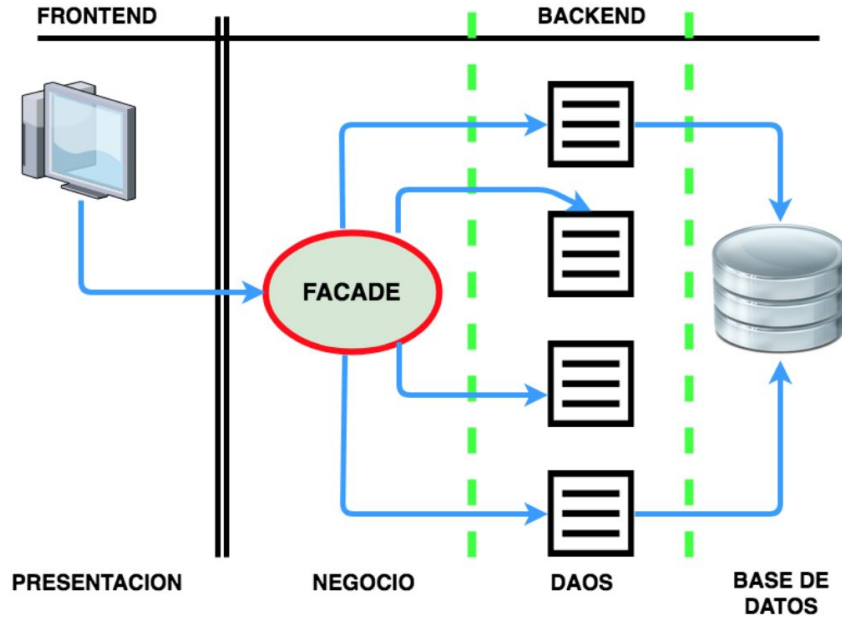 FRONTEND
BACKEND
FACADE
PRESENTACION
NEGOCIO
DAOS
BASE DE
DATOS